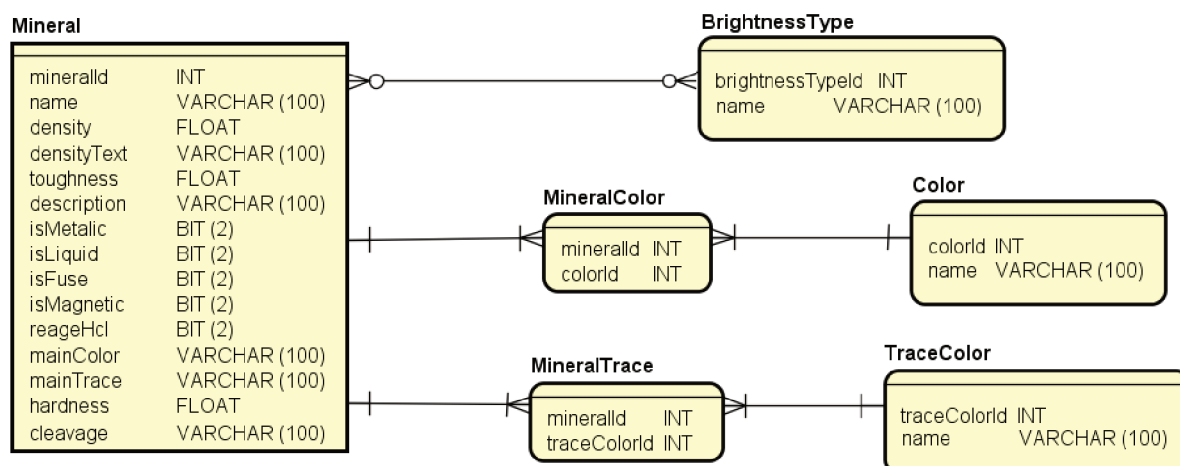 Mineral
mineralId INT
name VARCHAR (100)
density FLOAT
densityText VARCHAR (100)
toughness FLOAT
description VARCHAR (100)
isMetalic BIT (2)
isLiquid BIT (2)
isFuse BIT (2)
isMagnetic BIT (2)
reageHcl BIT (2)
mainColor VARCHAR (100)
mainTrace VARCHAR (100)
hardness FLOAT
cleavage VARCHAR (100)
BrightnessType
brightnessTypeId INT
name VARCHAR (100)
MineralColor
mineralId INT
colorId INT
Color
colorId INT
name VARCHAR (100)
MineralTrace
mineralId INT
traceColorId INT
TraceColor
traceColorId INT
name VARCHAR (100)